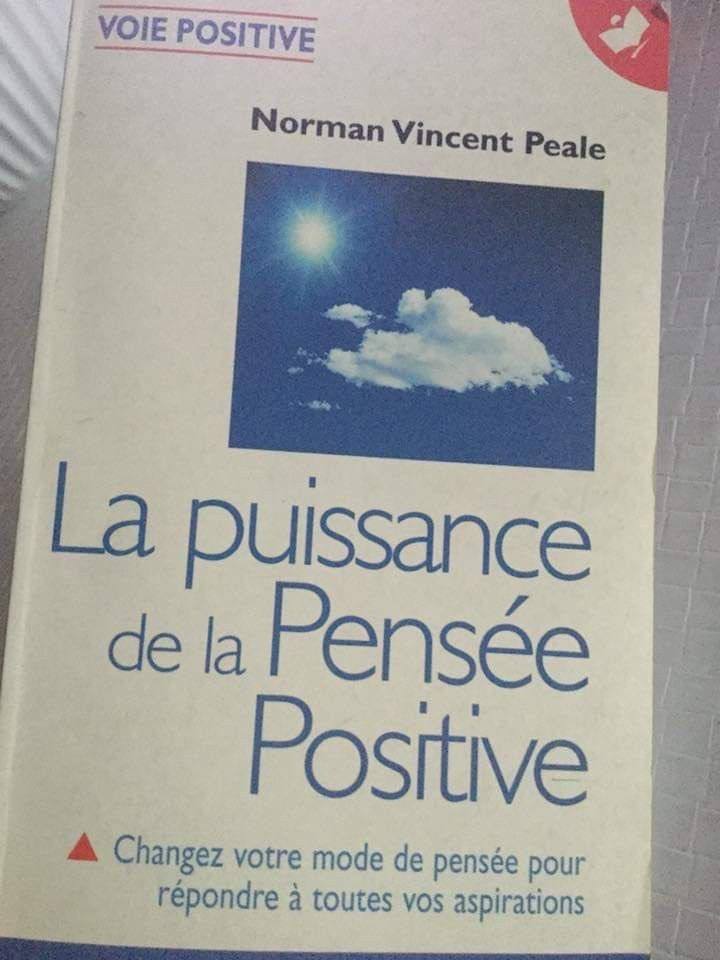 VOIE POSITIVE
Norman Vincent Peale
La puissance
de la Pensée
Positive
Changez votre mode de pensée pour
répondre à toutes vos aspirations